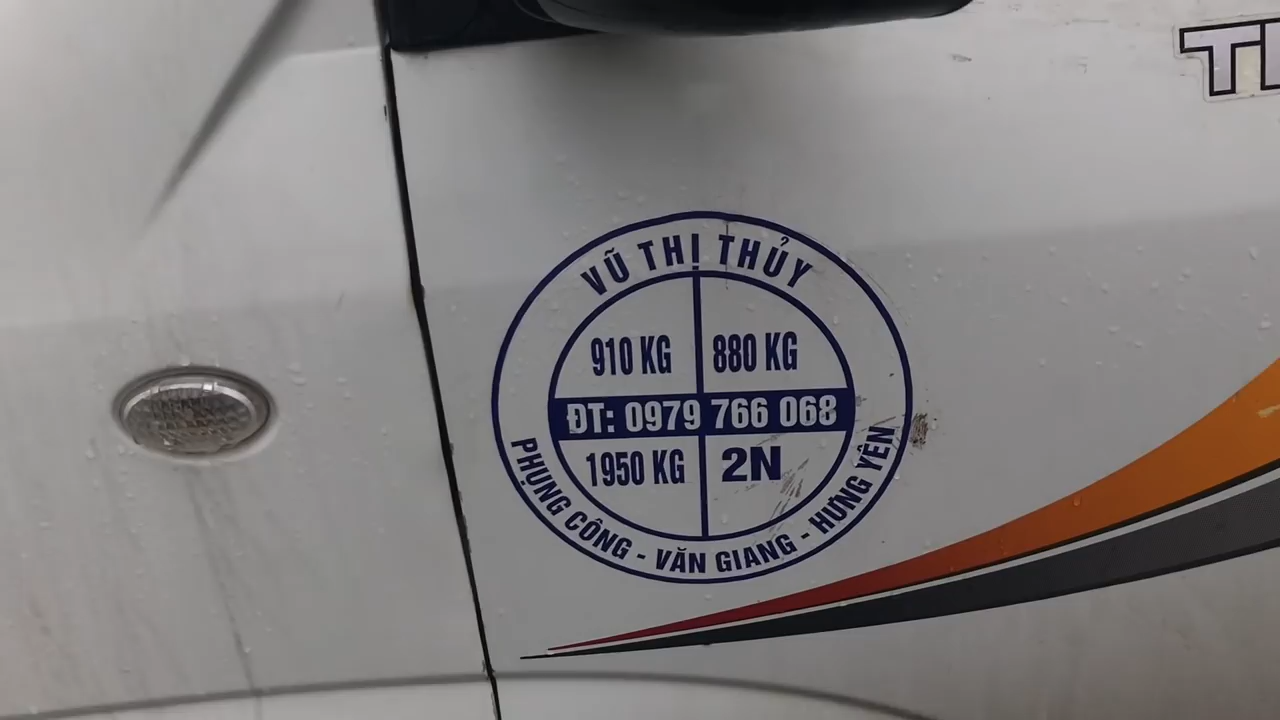 VŨ THỊ THỦY
910 KG
880 KG
ĐT: 0979 766 068
1950 KG
2N
PHỤNG CÔNG - VĂN GIANG - HƯNG YÊN